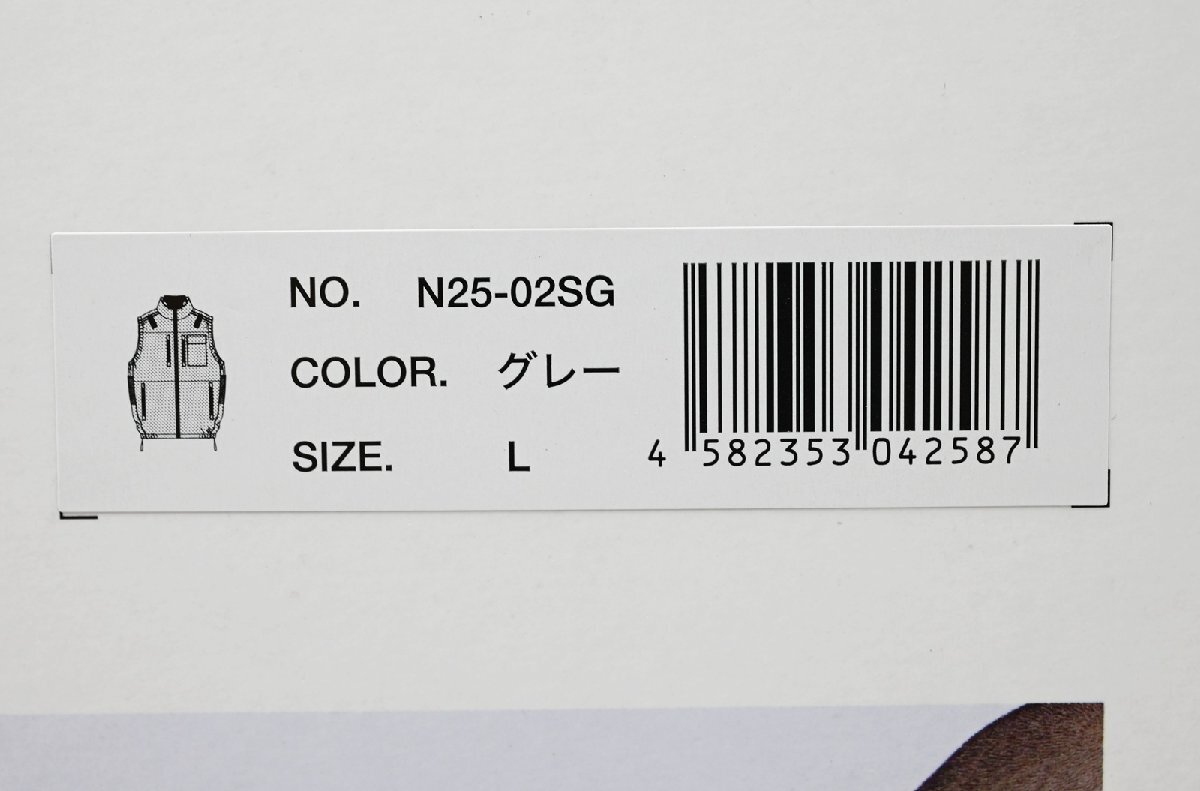 NO. N25-02SG
COLOR. グレー
SIZE. L
4 582353 042587